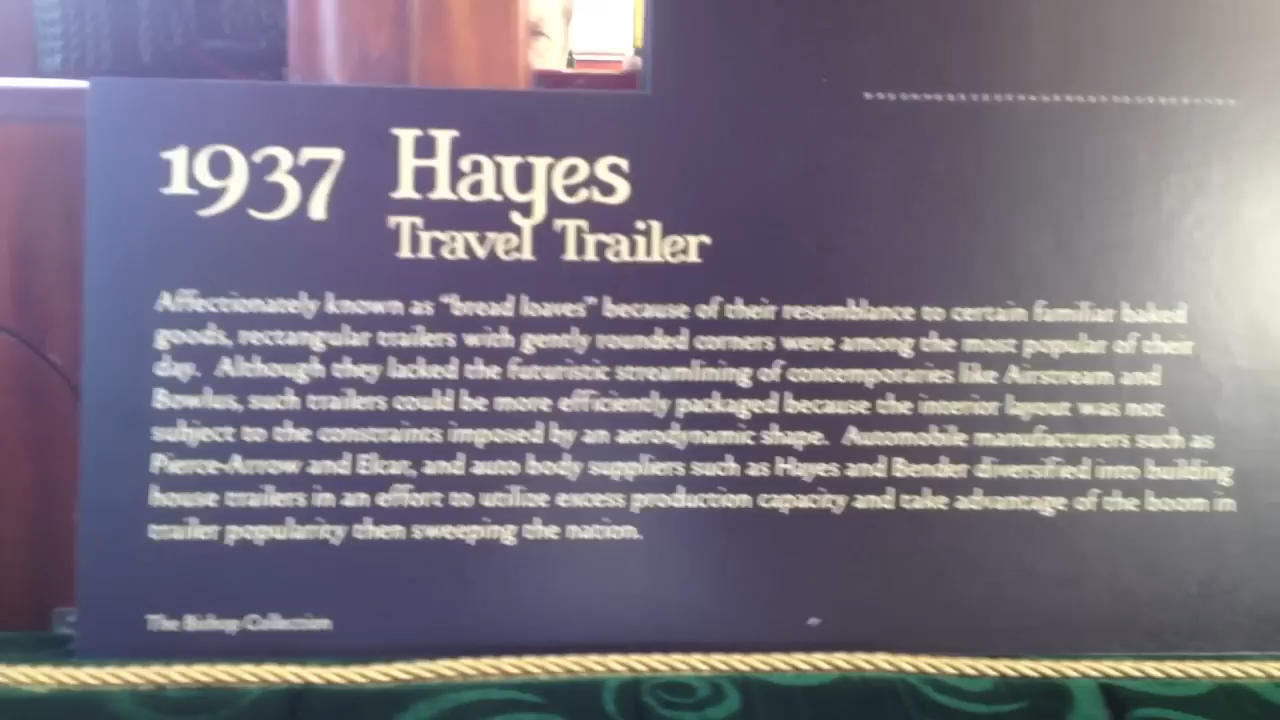 1937 Hayes
Travel Trailer
Affectionately known as "bread loaves" because of their resemblance to certain familiar baked
goods, rectangular trailers with gently rounded corners were among the most popular of their
day. Although they lacked the futuristic streamlining of contemporaries like Airstream and
Bowlus, such trailers could be more efficiently packaged because the interior layout was not
subject to the constraints imposed by an aerodynamic shape. Automobile manufacturers such as
Pierce-Arrow and Elcar, and auto body suppliers such as Hayes and Bender diversified into building
house trailers in an effort to utilize excess production capacity and take advantage of the boom in
trailer popularity then sweeping the nation.
The Bishop Collection